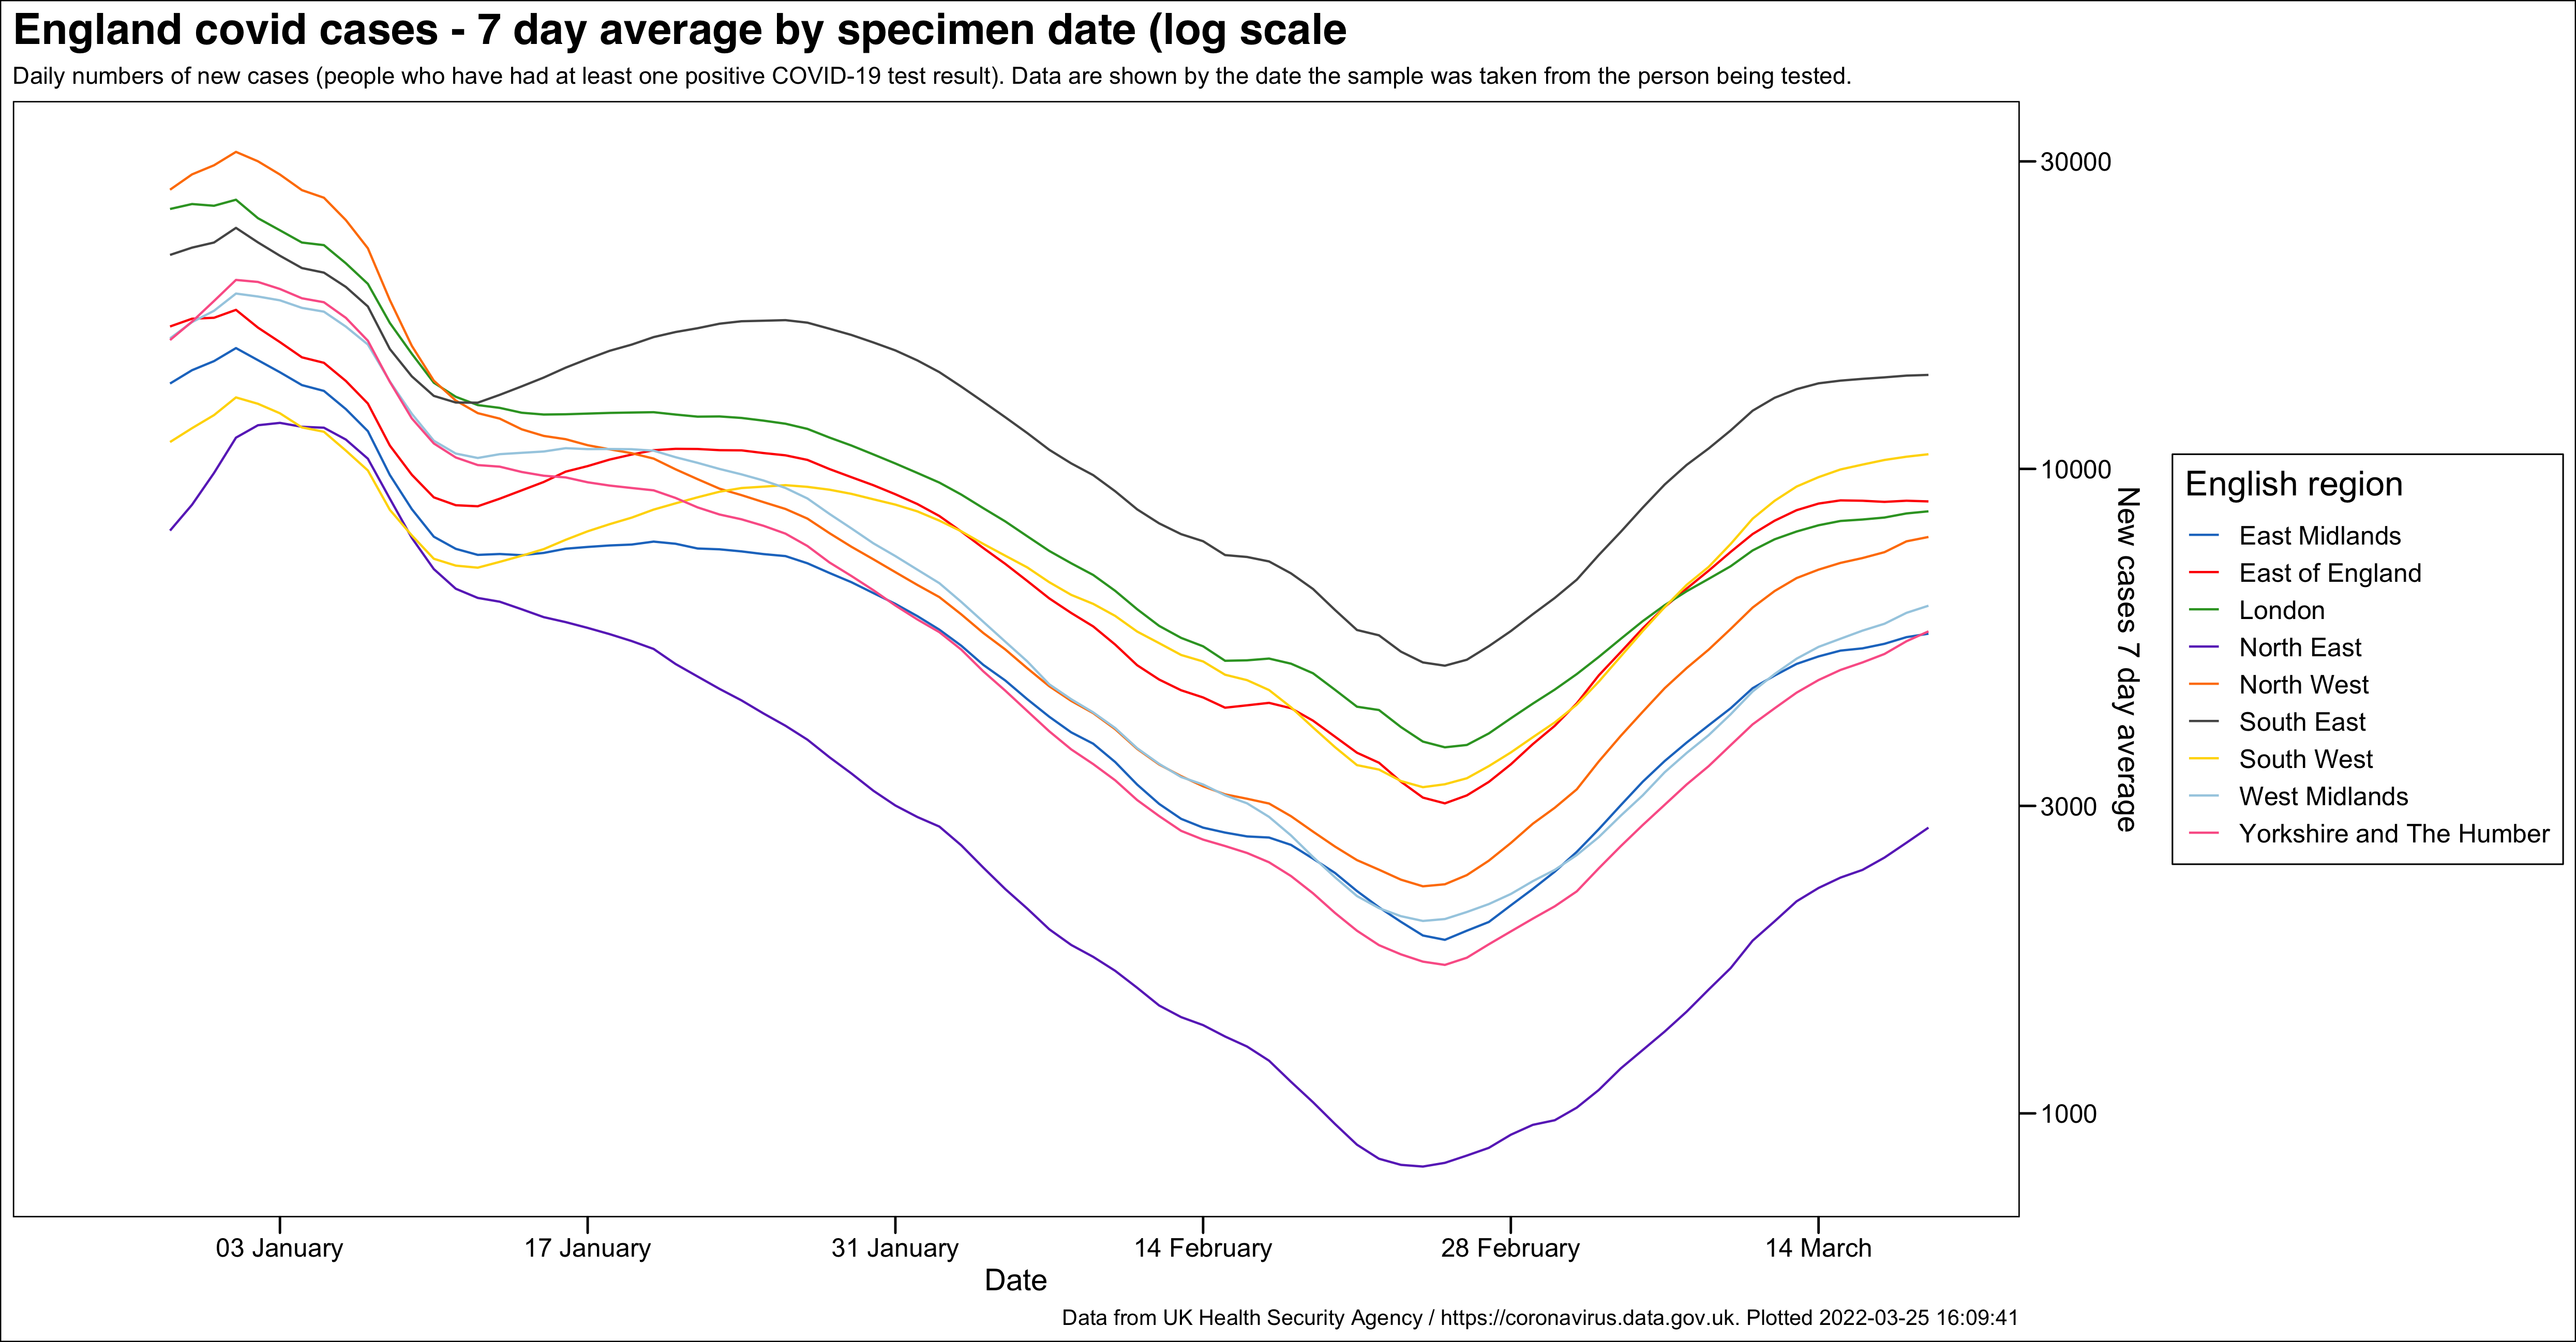 England covid cases - 7 day average by specimen date (log scale
Daily numbers of new cases (people who have had at least one positive COVID-19 test result). Data are shown by the date the sample was taken from the person being tested.
30000
10000
3000
1000
New cases 7 day average
English region
East Midlands
East of England
London
North East
North West
South East
South West
West Midlands
Yorkshire and The Humber
03 January
17 January
31 January
14 February
28 February
14 March
Date
Data from UK Health Security Agency / https://coronavirus.data.gov.uk. Plotted 2022-03-25 16:09:41